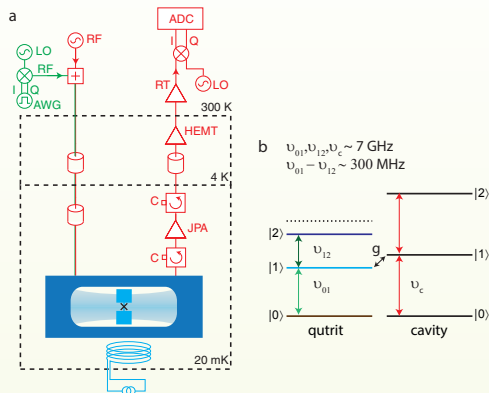 a
LO
RF
RF
I Q
AWG
ADC
I Q
LO
RT
300 K
HEMT
4 K
C
JPA
C
20 mK
b
υ01,υ12,υc ~ 7 GHz
υ01 − υ12 ~ 300 MHz
|2⟩
|2⟩
υ12
g
|1⟩
|1⟩
υ01
υc
|0⟩
|0⟩
qutrit
cavity